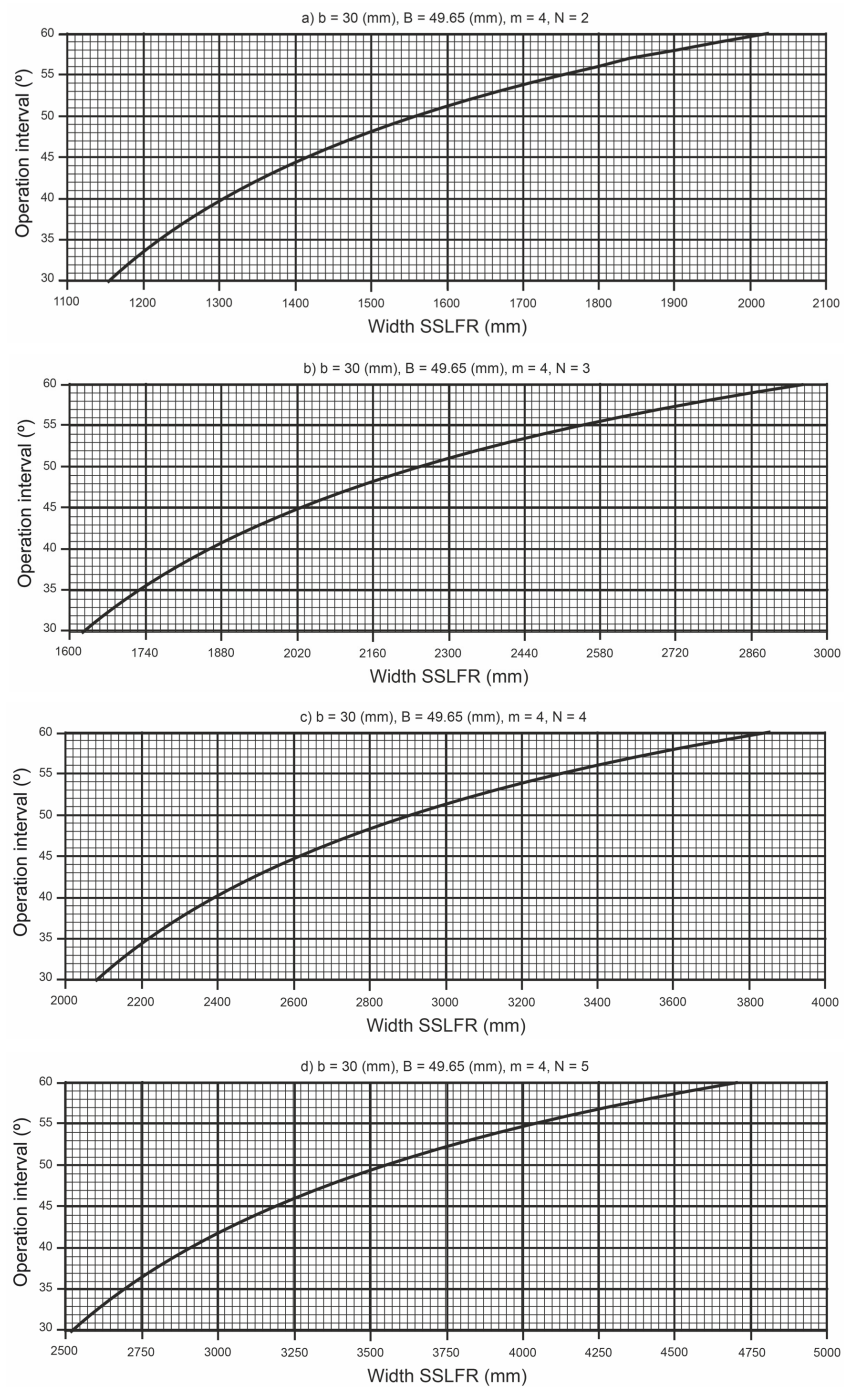 a) b = 30 (mm), B = 49.65 (mm), m = 4, N = 2
60
55
50
45
40
35
30
Operation interval (º)
1100 1200 1300 1400 1500 1600 1700 1800 1900 2000 2100
Width SSLFR (mm)
b) b = 30 (mm), B = 49.65 (mm), m = 4, N = 3
60
55
50
45
40
35
30
Operation interval (º)
1600 1740 1880 2020 2160 2300 2440 2580 2720 2860 3000
Width SSLFR (mm)
c) b = 30 (mm), B = 49.65 (mm), m = 4, N = 4
60
55
50
45
40
35
30
Operation interval (º)
2000 2200 2400 2600 2800 3000 3200 3400 3600 3800 4000
Width SSLFR (mm)
d) b = 30 (mm), B = 49.65 (mm), m = 4, N = 5
60
55
50
45
40
35
30
Operation interval (º)
2500 2750 3000 3250 3500 3750 4000 4250 4500 4750 5000
Width SSLFR (mm)